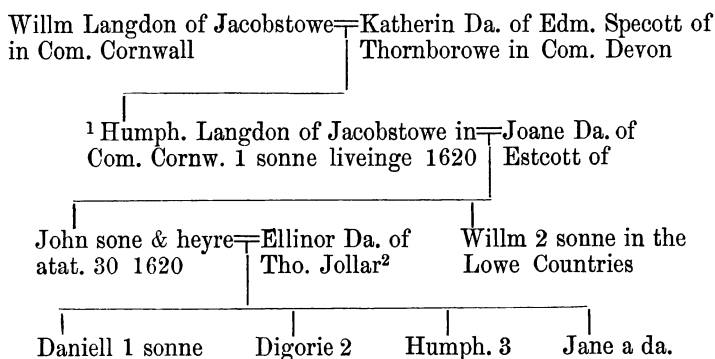 Willm Langdon of Jacobstowe Katherin Da. of Edm. Specott of
in Com. Cornwall Thornborowe in Com. Devon
¹ Humph. Langdon of Jacobstowe in Joane Da. of
Com. Cornw. 1 sonne liveinge 1620 Estcott of
John sone & heyre Ellinor Da. of Willm 2 sonne in the
atat. 30 1620 Tho. Jollar² Lowe Countries
Daniell 1 sonne Digorie 2 Humph. 3 Jane a da.